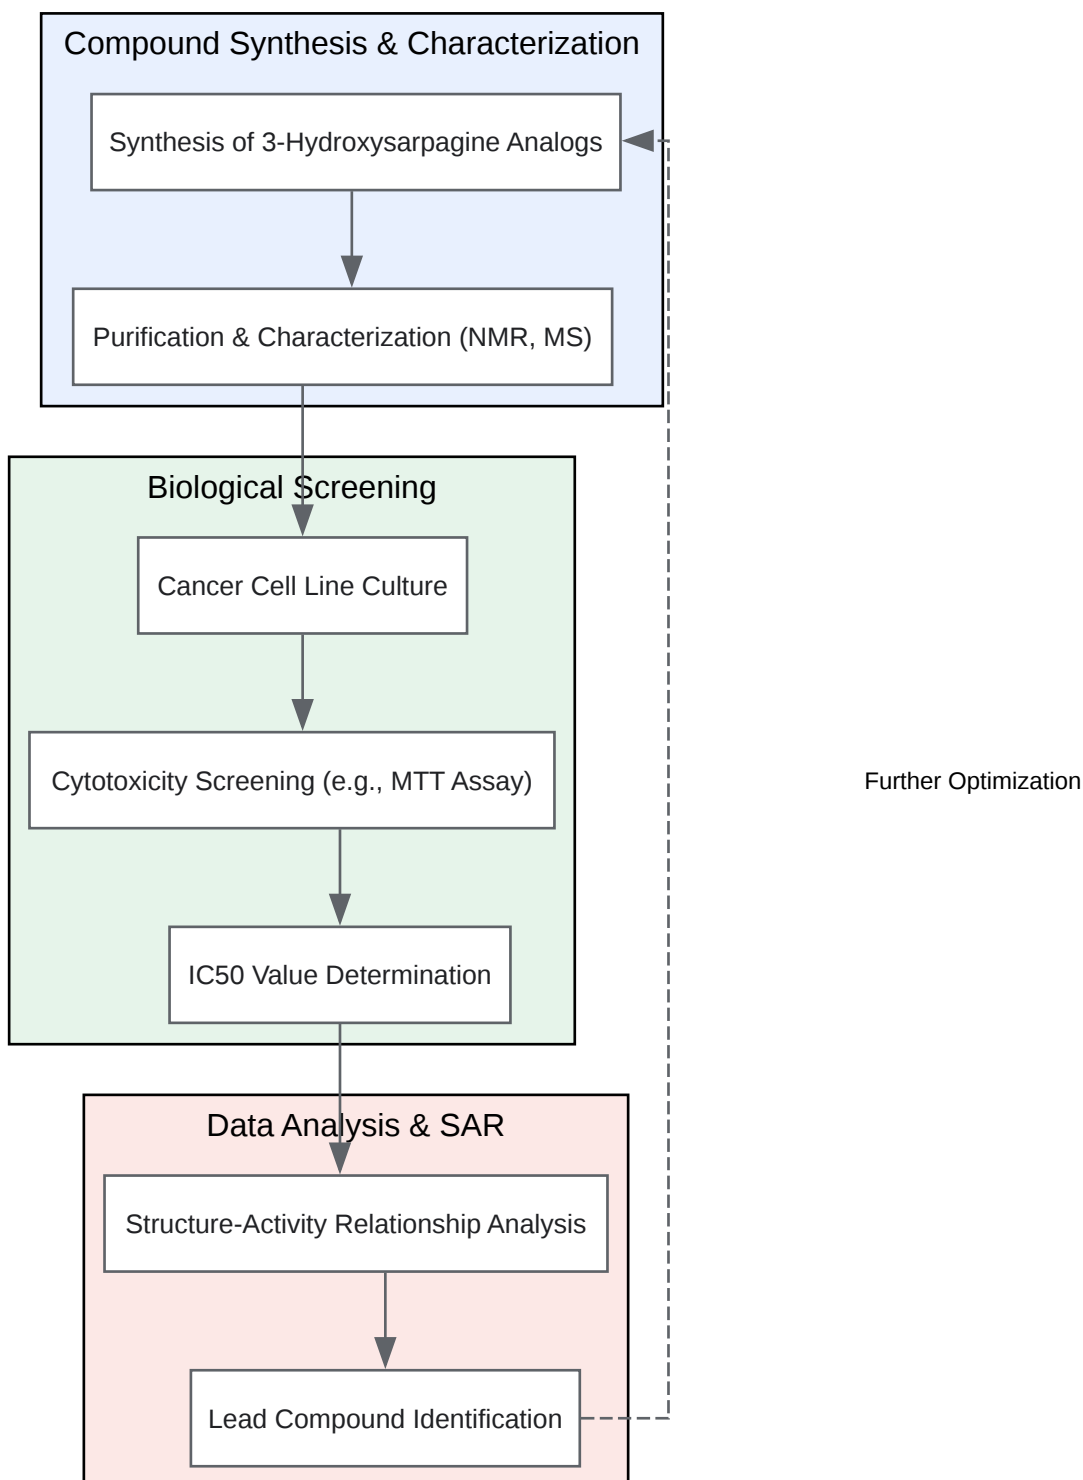 Compound Synthesis & Characterization
Synthesis of 3-Hydroxysarpagine Analogs
Purification & Characterization (NMR, MS)
Biological Screening
Cancer Cell Line Culture
Cytotoxicity Screening (e.g., MTT Assay)
Further Optimization
IC50 Value Determination
Data Analysis & SAR
Structure-Activity Relationship Analysis
Lead Compound Identification